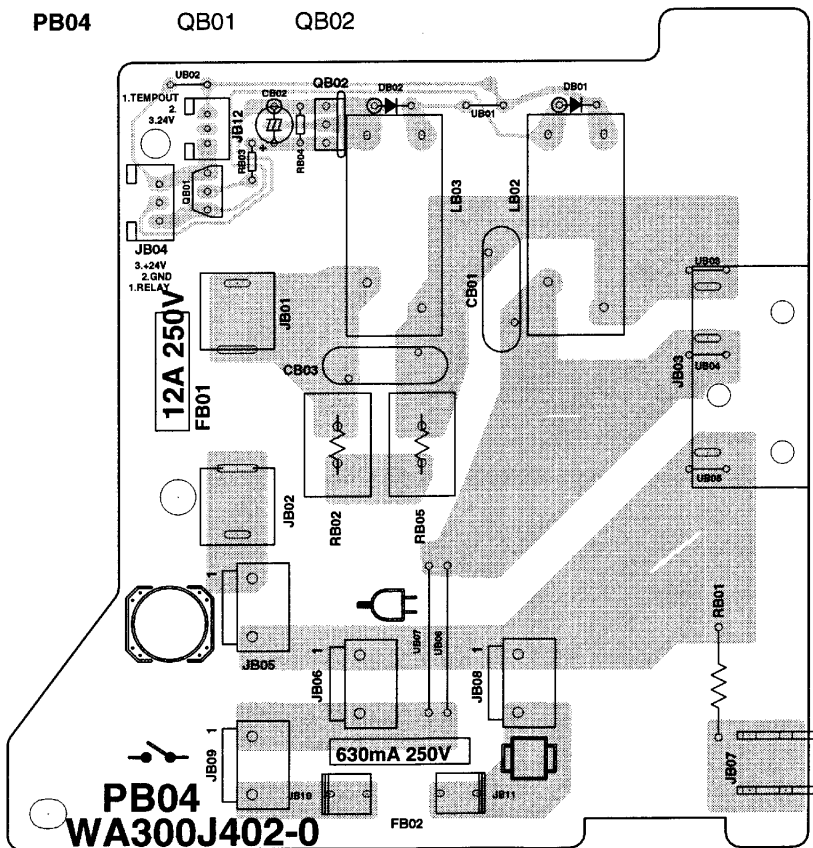 PB04 QB01 QB02
UB02
CB02
QB02
DB02
DB01
1.TEMPOUT
2.
3.24V
JB12
RB03
+
RB04
UB01
QB01
JB04
LB03
LB02
3.+24V
2.GND
1.RELAY
CB01
UB03
JB01
12A 250V
FB01
CB03
JB03
UB04
UB05
JB02
RB02
RB05
1
JB05
UB07
UB06
RB01
1
JB06
1
JB08
1
JB09
630mA 250V
JB07
JB10
JB11
PB04
FB02
WA300J402-0